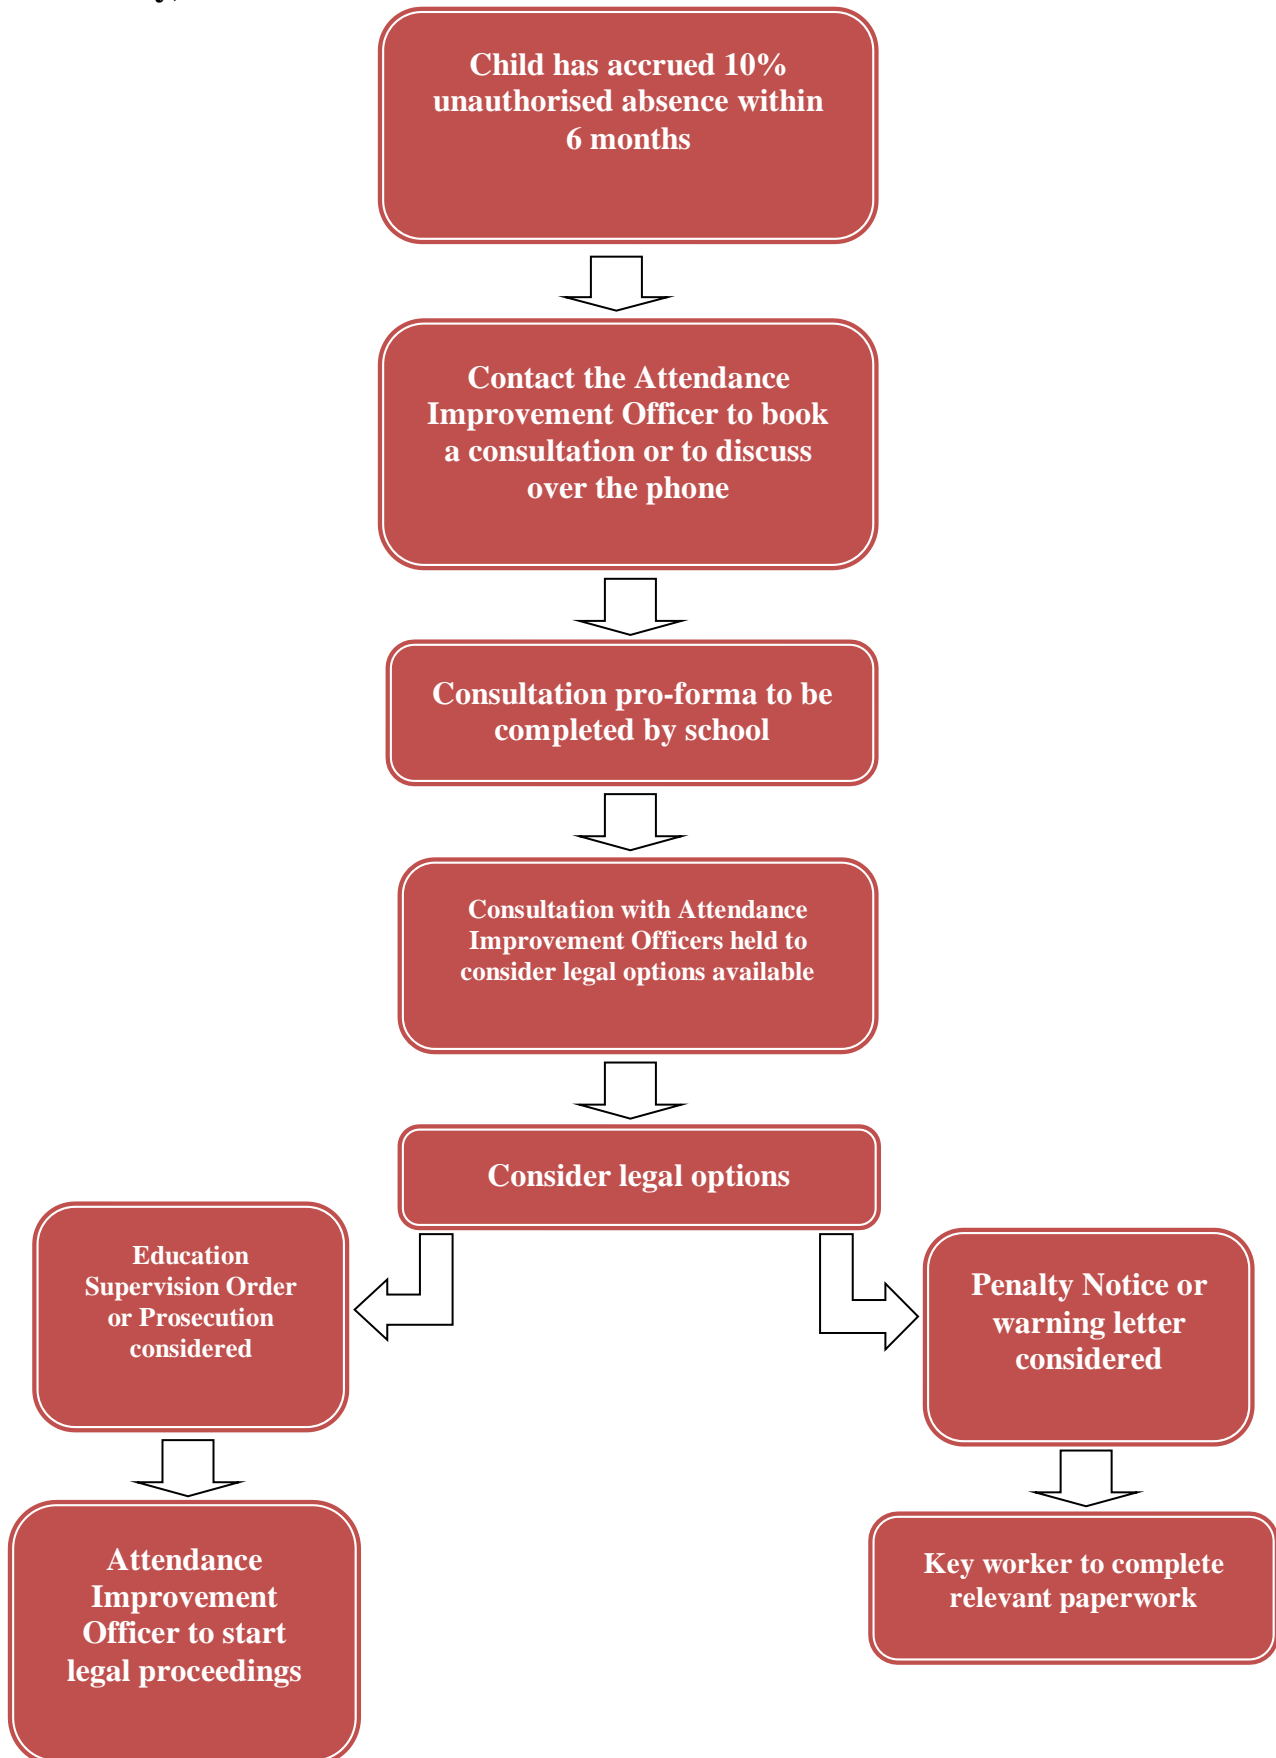 Child has accrued 10%
unauthorised absence within
6 months
Contact the Attendance
Improvement Officer to book
a consultation or to discuss
over the phone
Consultation pro-forma to be
completed by school
Consultation with Attendance
Improvement Officers held to
consider legal options available
Consider legal options
Education
Supervision Order
or Prosecution
considered
Penalty Notice or
warning letter
considered
Attendance
Improvement
Officer to start
legal proceedings
Key worker to complete
relevant paperwork